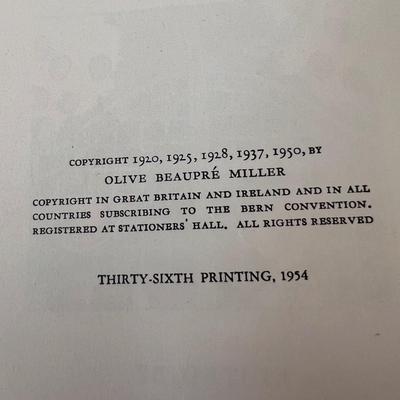 COPYRIGHT 1920, 1925, 1928, 1937, 1950, BY
OLIVE BEAUPRÉ MILLER
COPYRIGHT IN GREAT BRITAIN AND IRELAND AND IN ALL
COUNTRIES SUBSCRIBING TO THE BERN CONVENTION.
REGISTERED AT STATIONERS' HALL. ALL RIGHTS RESERVED
THIRTY-SIXTH PRINTING, 1954